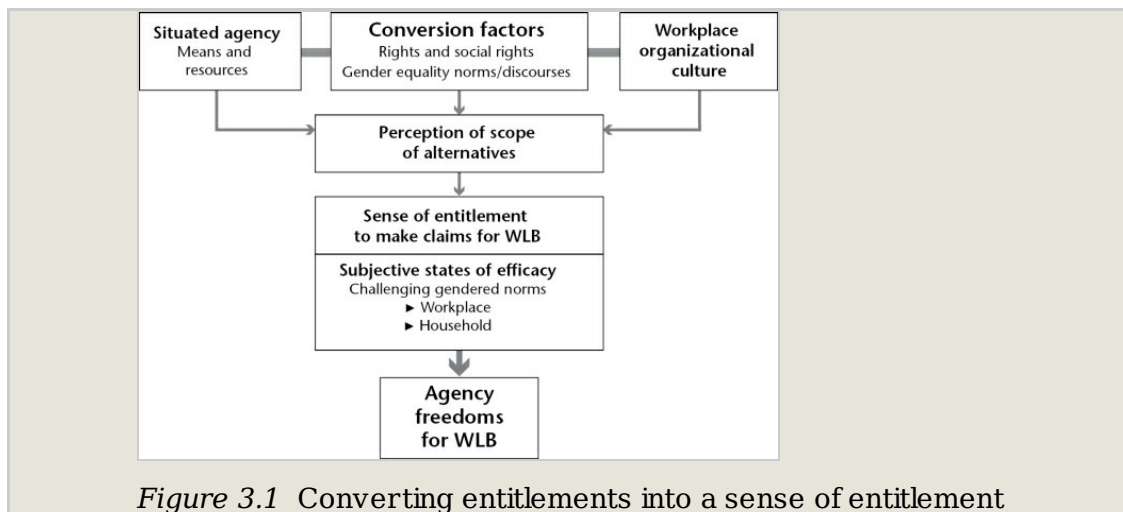 Situated agency
Means and
resources
Conversion factors
Rights and social rights
Gender equality norms/discourses
Workplace
organizational
culture
Perception of scope
of alternatives
Sense of entitlement
to make claims for WLB
Subjective states of efficacy
Challenging gendered norms
► Workplace
► Household
Agency
freedoms
for WLB
Figure 3.1 Converting entitlements into a sense of entitlement